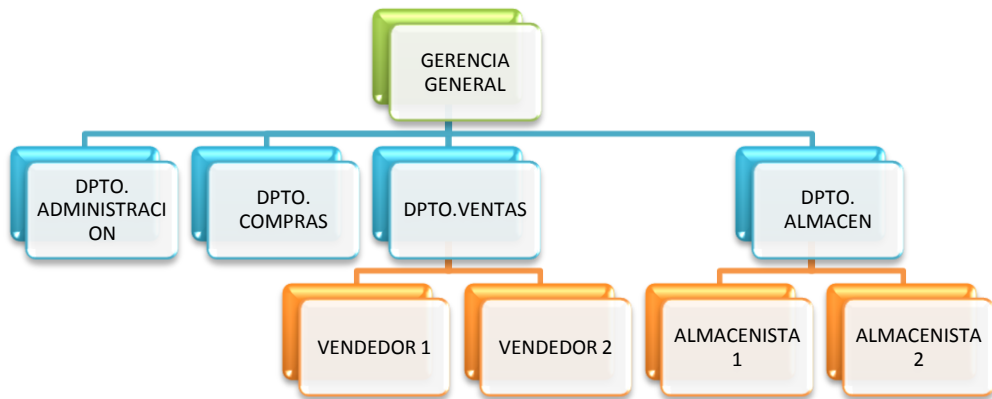 GERENCIA
GENERAL
DPTO.
ADMINISTRACI
ON
DPTO.
COMPRAS
DPTO.VENTAS
DPTO.
ALMACEN
VENDEDOR 1
VENDEDOR 2
ALMACENISTA
1
ALMACENISTA
2